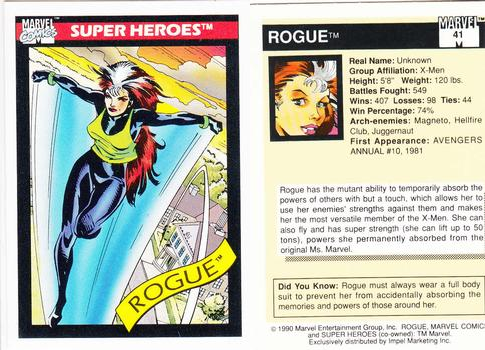 MARVEL
COMICS
SUPER HEROES™
ROGUE™
ROGUE™
MARVEL
41
Real Name: Unknown
Group Affiliation: X-Men
Height: 5'8" Weight: 120 lbs.
Battles Fought: 549
Wins: 407 Losses: 98 Ties: 44
Win Percentage: 74%
Arch-enemies: Magneto, Hellfire
Club, Juggernaut
First Appearance: AVENGERS
ANNUAL #10, 1981
Rogue has the mutant ability to temporarily absorb the
powers of others with but a touch, which allows her to
use her enemies' strengths against them and makes
her the most versatile member of the X-Men. She can
also fly and has super strength (she can lift up to 50
tons), powers she permanently absorbed from the
original Ms. Marvel.
Did You Know: Rogue must always wear a full body
suit to prevent her from accidentally absorbing the
memories and powers of those around her.
© 1990 Marvel Entertainment Group, Inc. ROGUE, MARVEL COMICS
and SUPER HEROES (co-owned): TM Marvel.
Exclusively distributed by Impel Marketing Inc.